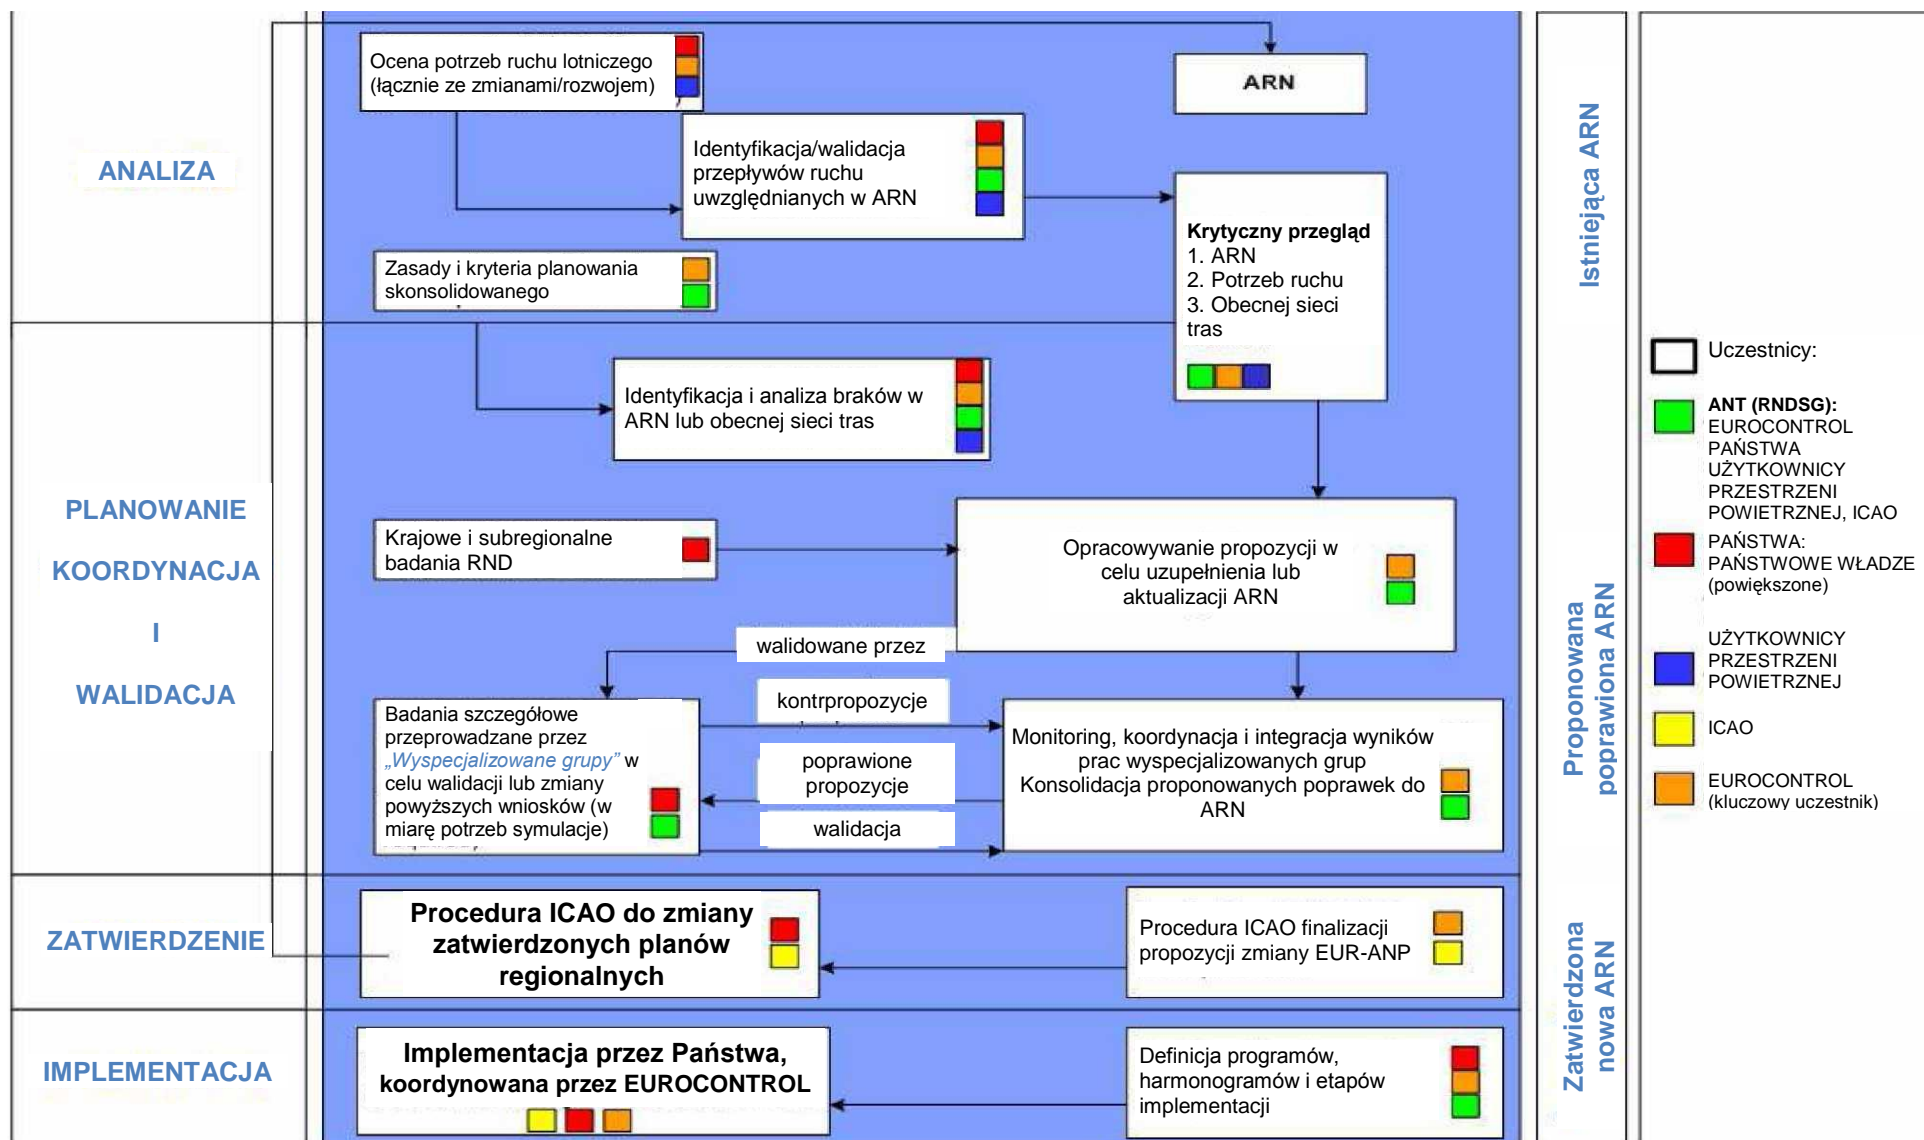 ANALIZA
Ocena potrzeb ruchu lotniczego
(łącznie ze zmianami/rozwojem)
ARN
Identyfikacja/walidacja
przepływów ruchu
uwzględnianych w ARN
Krytyczny przegląd
1. ARN
2. Potrzeb ruchu
3. Obecnej sieci
tras
Zasady i kryteria planowania
skonsolidowanego
Istniejąca ARN
PLANOWANIE
KOORDYNACJA
I
WALIDACJA
Identyfikacja i analiza braków w
ARN lub obecnej sieci tras
Krajowe i subregionalne
badania RND
Opracowywanie propozycji w
celu uzupełnienia lub
aktualizacji ARN
walidowane przez
kontrpropozycje
poprawione
propozycje
walidacja
Badania szczegółowe
przeprowadzane przez
„Wyspecjalizowane grupy” w
celu walidacji lub zmiany
powyższych wniosków (w
miarę potrzeb symulacje)
Monitoring, koordynacja i integracja wyników
prac wyspecjalizowanych grup
Konsolidacja proponowanych poprawek do
ARN
Proponowana
poprawiona ARN
ZATWIERDZENIE
Procedura ICAO do zmiany
zatwierdzonych planów
regionalnych
Procedura ICAO finalizacji
propozycji zmiany EUR-ANP
IMPLEMENTACJA
Implementacja przez Państwa,
koordynowana przez EUROCONTROL
Definicja programów,
harmonogramów i etapów
implementacji
Zatwierdzona
nowa ARN
Uczestnicy:
ANT (RNDSG):
EUROCONTROL
PAŃSTWA
UŻYTKOWNICY
PRZESTRZENI
POWIETRZNEJ, ICAO
PAŃSTWA:
PAŃSTWOWE WŁADZE
(powiększone)
UŻYTKOWNICY
PRZESTRZENI
POWIETRZNEJ
ICAO
EUROCONTROL
(kluczowy uczestnik)